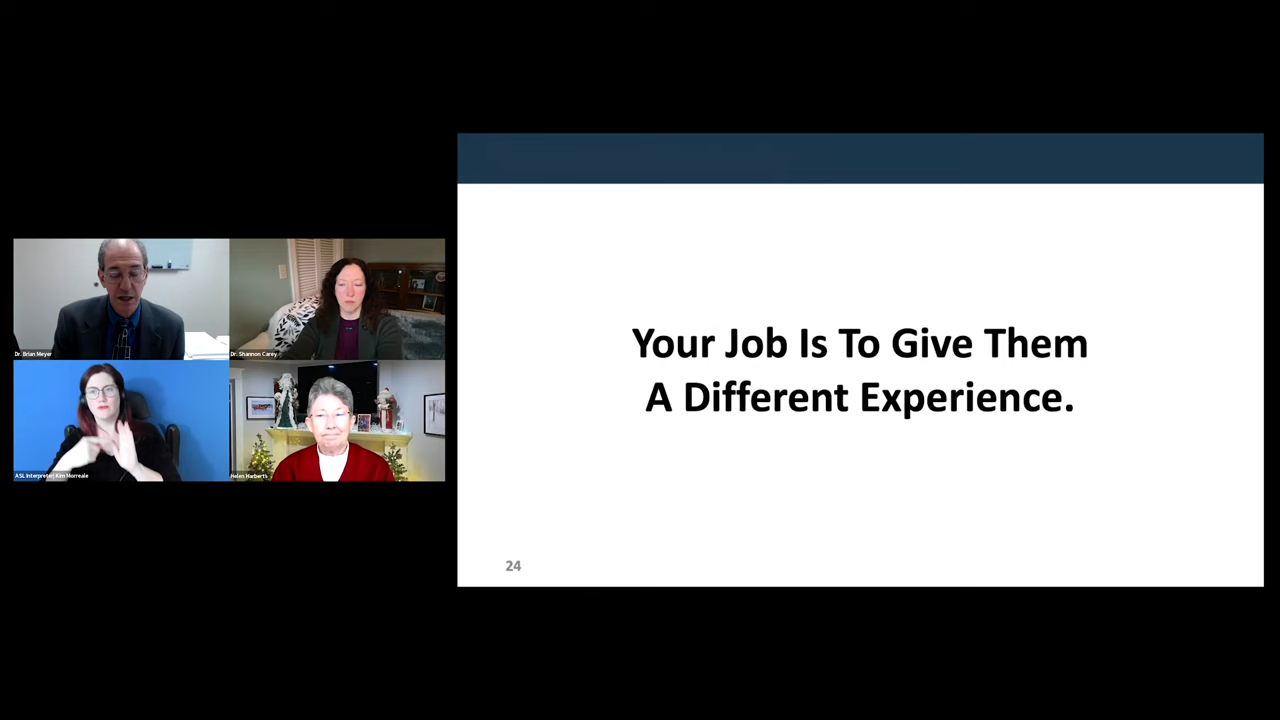 Dr. Brian Meyer
Dr. Shannon Carey
ASL Interpreter, Kim Morreale
Helen Harberts
Your Job Is To Give Them
A Different Experience.
24